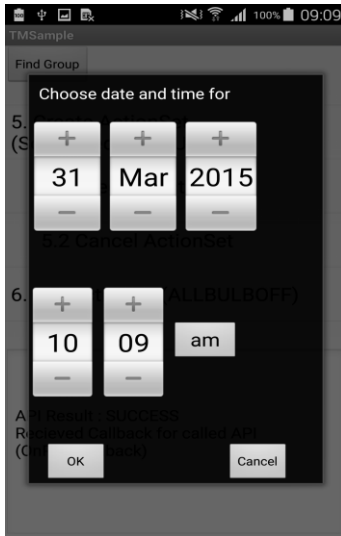 100% 09:09
TMSample
Find Group
Choose date and time for
5.
(S
+ + +
31 Mar 2015
— — —
5.2 Cancel ActionSet
6. ALLBULBOFF)
+ +
10 09 am
— —
API Result : SUCCESS
Recieved Callback for called API
(On back)
OK Cancel